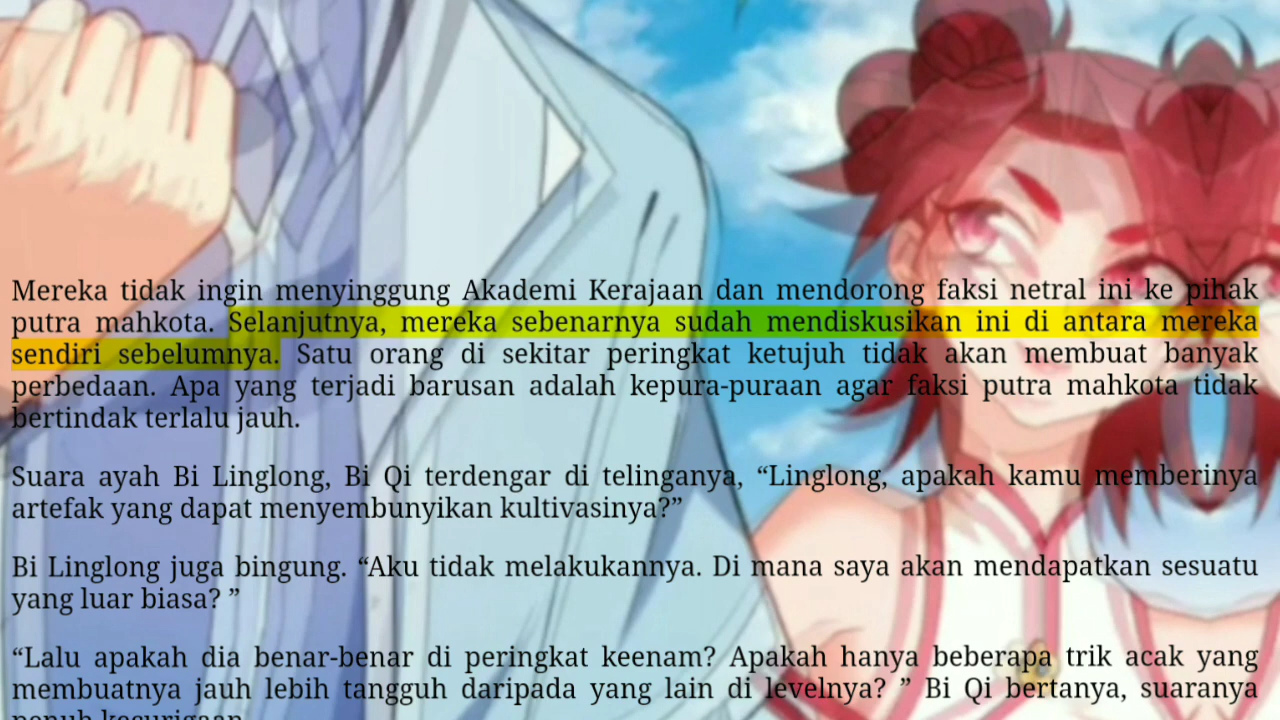 Mereka tidak ingin menyinggung Akademi Kerajaan dan mendorong faksi netral ini ke pihak
putra mahkota. Selanjutnya, mereka sebenarnya sudah mendiskusikan ini di antara mereka
sendiri sebelumnya. Satu orang di sekitar peringkat ketujuh tidak akan membuat banyak
perbedaan. Apa yang terjadi barusan adalah kepura-puraan agar faksi putra mahkota tidak
bertindak terlalu jauh.
Suara ayah Bi Linglong, Bi Qi terdengar di telinganya, “Linglong, apakah kamu memberinya
artefak yang dapat menyembunyikan kultivasinya?”
Bi Linglong juga bingung. “Aku tidak melakukannya. Di mana saya akan mendapatkan sesuatu
yang luar biasa? ”
“Lalu apakah dia benar-benar di peringkat keenam? Apakah hanya beberapa trik acak yang
membuatnya jauh lebih tangguh daripada yang lain di levelnya? ” Bi Qi bertanya, suaranya
penuh kecurigaan.